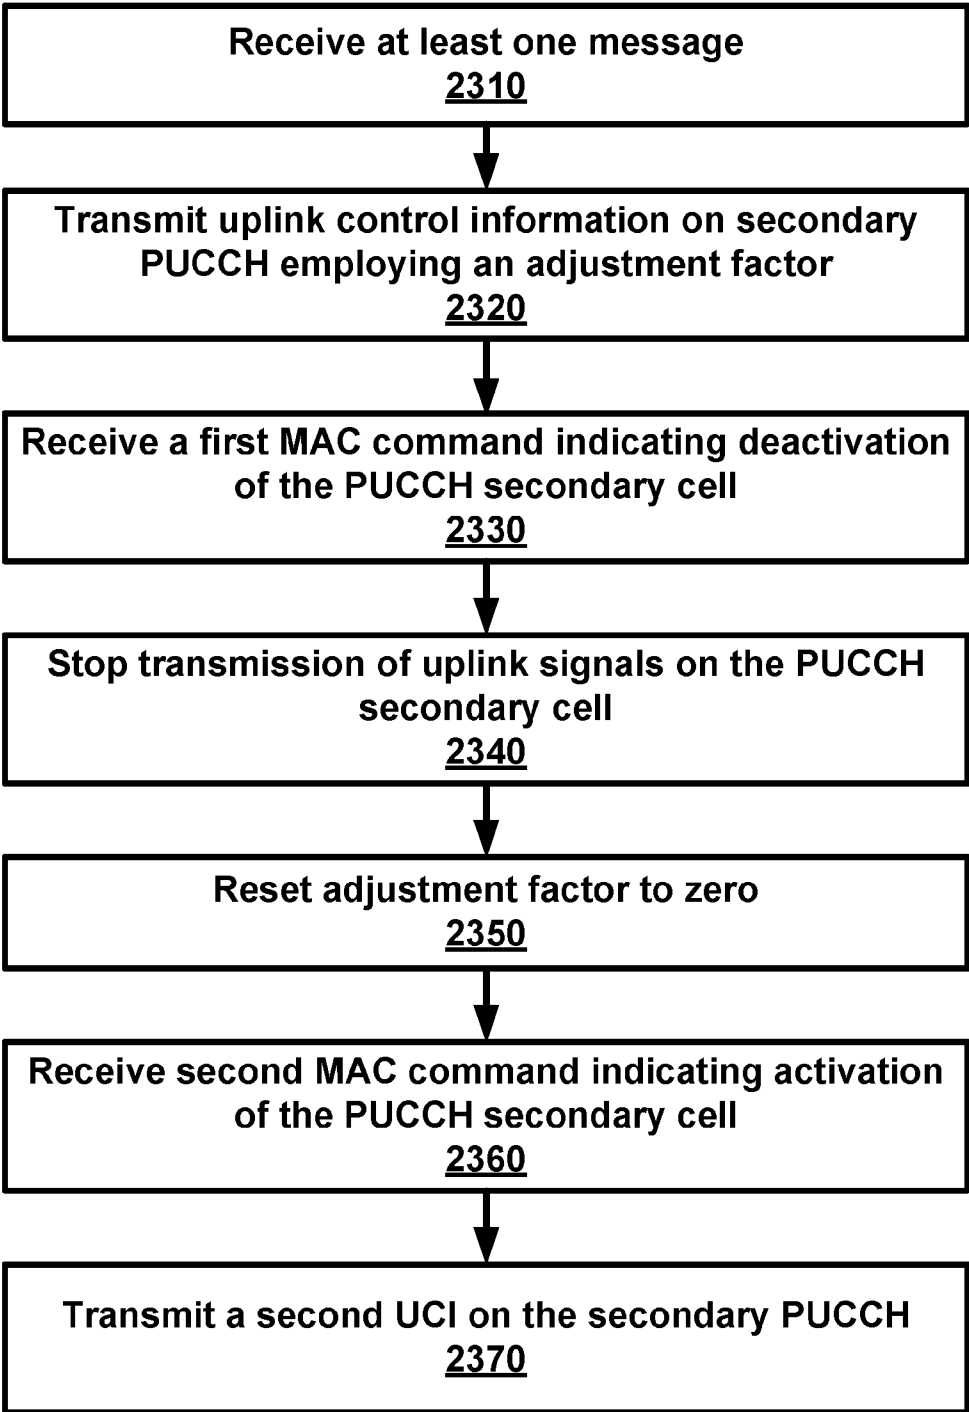 Receive at least one message
2310
Transmit uplink control information on secondary
PUCCH employing an adjustment factor
2320
Receive a first MAC command indicating deactivation
of the PUCCH secondary cell
2330
Stop transmission of uplink signals on the PUCCH
secondary cell
2340
Reset adjustment factor to zero
2350
Receive second MAC command indicating activation
of the PUCCH secondary cell
2360
Transmit a second UCI on the secondary PUCCH
2370